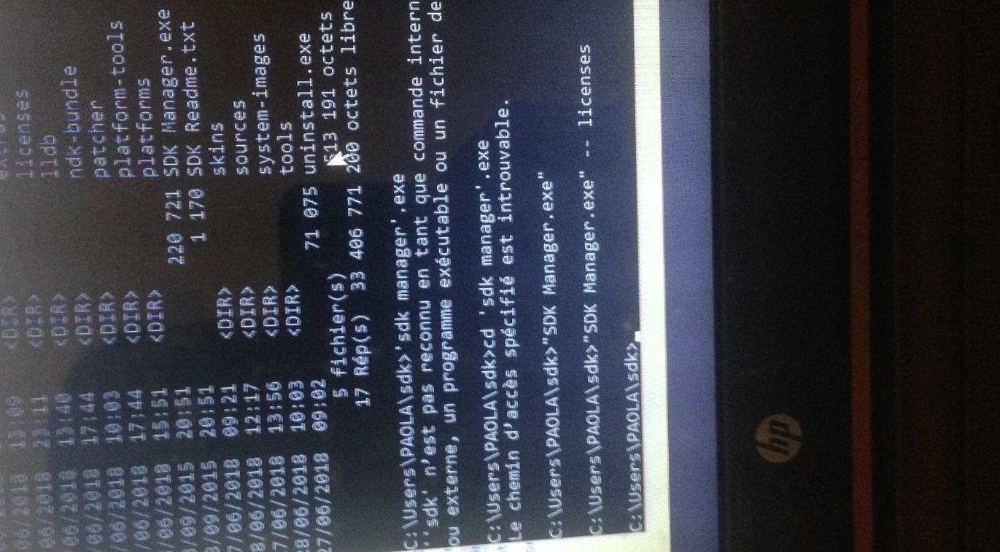 06/2018 13:09 <DIR> extras
06/2018 23:11 <DIR> licenses
06/2018 13:40 <DIR> lldb
/06/2018 17:44 <DIR> ndk-bundle
/06/2018 10:03 <DIR> patcher
/06/2018 17:44 <DIR> platform-tools
/06/2018 15:51 <DIR> platforms
/09/2015 20:51 220 721 SDK Manager.exe
/09/2015 20:51 1 170 SDK Readme.txt
7/06/2018 09:21 <DIR> skins
8/06/2018 12:17 <DIR> sources
7/06/2018 13:56 <DIR> system-images
28/06/2018 10:03 <DIR> tools
27/06/2018 09:02 71 075 uninstall.exe
5 fichier(s) 513 191 octets
17 Rép(s) 33 406 771 200 octets libre
C:\Users\PAOLA\sdk>'sdk manager'.exe
''sdk' n'est pas reconnu en tant que commande intern
ou externe, un programme exécutable ou un fichier de
C:\Users\PAOLA\sdk>cd 'sdk manager'.exe
Le chemin d'accès spécifié est introuvable.
C:\Users\PAOLA\sdk>"SDK Manager.exe"
C:\Users\PAOLA\sdk>"SDK Manager.exe" -- licenses
C:\Users\PAOLA\sdk>
hp